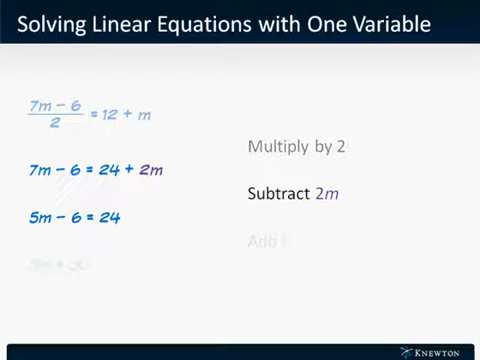 Solving Linear Equations with One Variable
7m – 6
2
= 12 + m
Multiply by 2
7m – 6 = 24 + 2m
Subtract 2m
5m – 6 = 24
Add
KNEWTON